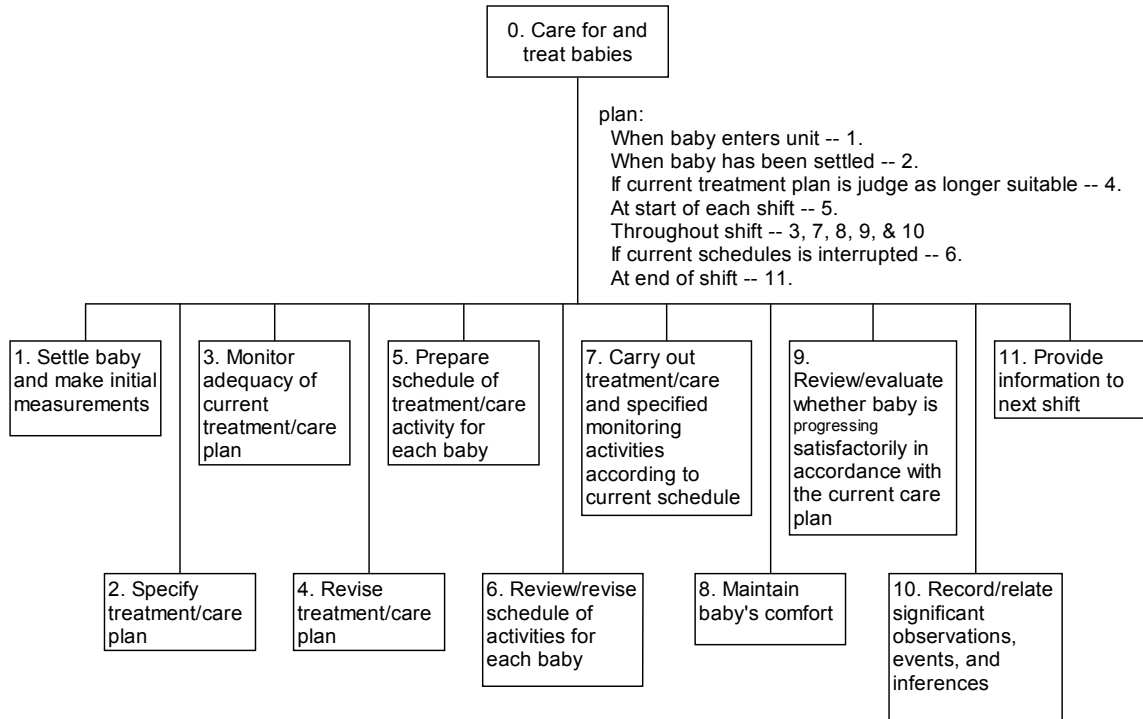 0. Care for and
treat babies
plan:
When baby enters unit -- 1.
When baby has been settled -- 2.
If current treatment plan is judge as longer suitable -- 4.
At start of each shift -- 5.
Throughout shift -- 3, 7, 8, 9, & 10
If current schedules is interrupted -- 6.
At end of shift -- 11.
1. Settle baby
and make initial
measurements
3. Monitor
adequacy of
current
treatment/care
plan
5. Prepare
schedule of
treatment/care
activity for
each baby
7. Carry out
treatment/care
and specified
monitoring
activities
according to
current schedule
9.
Review/evaluate
whether baby is
progressing
satisfactorily in
accordance with
the current care
plan
11. Provide
information to
next shift
2. Specify
treatment/care
plan
4. Revise
treatment/care
plan
6. Review/revise
schedule of
activities for
each baby
8. Maintain
baby's comfort
10. Record/relate
significant
observations,
events, and
inferences